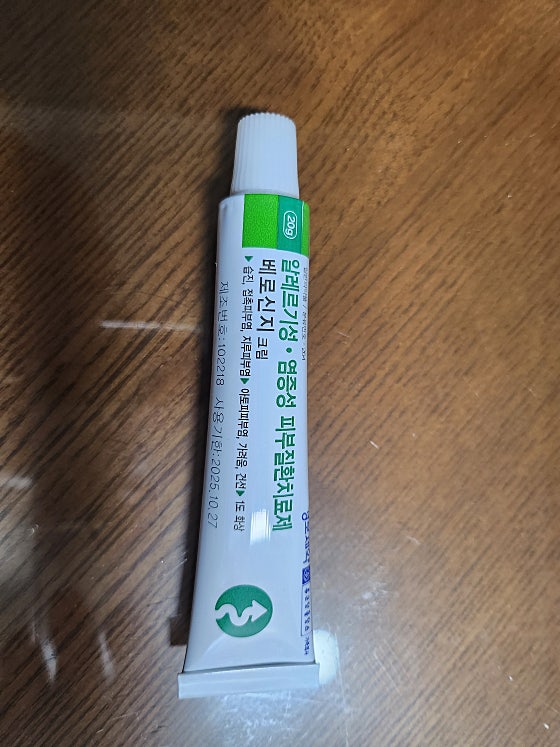 20g
알레르기성·염증성 피부질환치료제
베로신지 크림
▶습진, 접촉피부염, 지루피부염▶아토피피부염, 가려움, 건선▶1도 화상
제조번호:102218 사용기한:2025.10.27